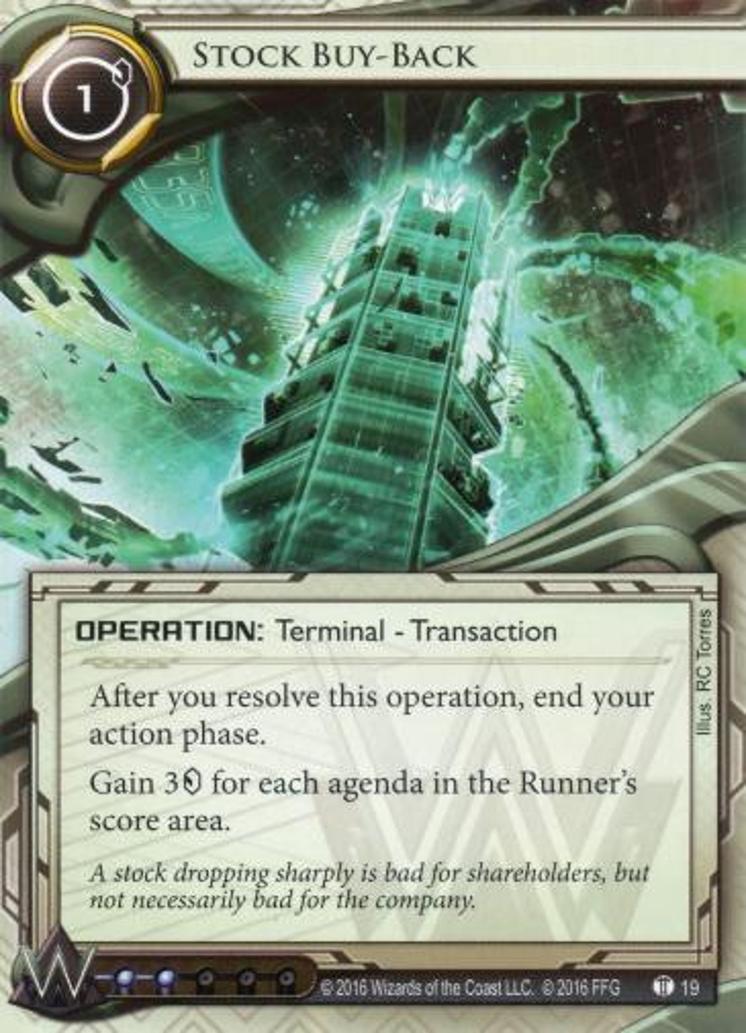 Stock Buy-Back
1
OPERATION: Terminal - Transaction
After you resolve this operation, end your
action phase.
Gain 3 for each agenda in the Runner's
score area.
A stock dropping sharply is bad for shareholders, but
not necessarily bad for the company.
Illus. RC Torres
W
© 2016 Wizards of the Coast LLC. © 2016 FFG
19